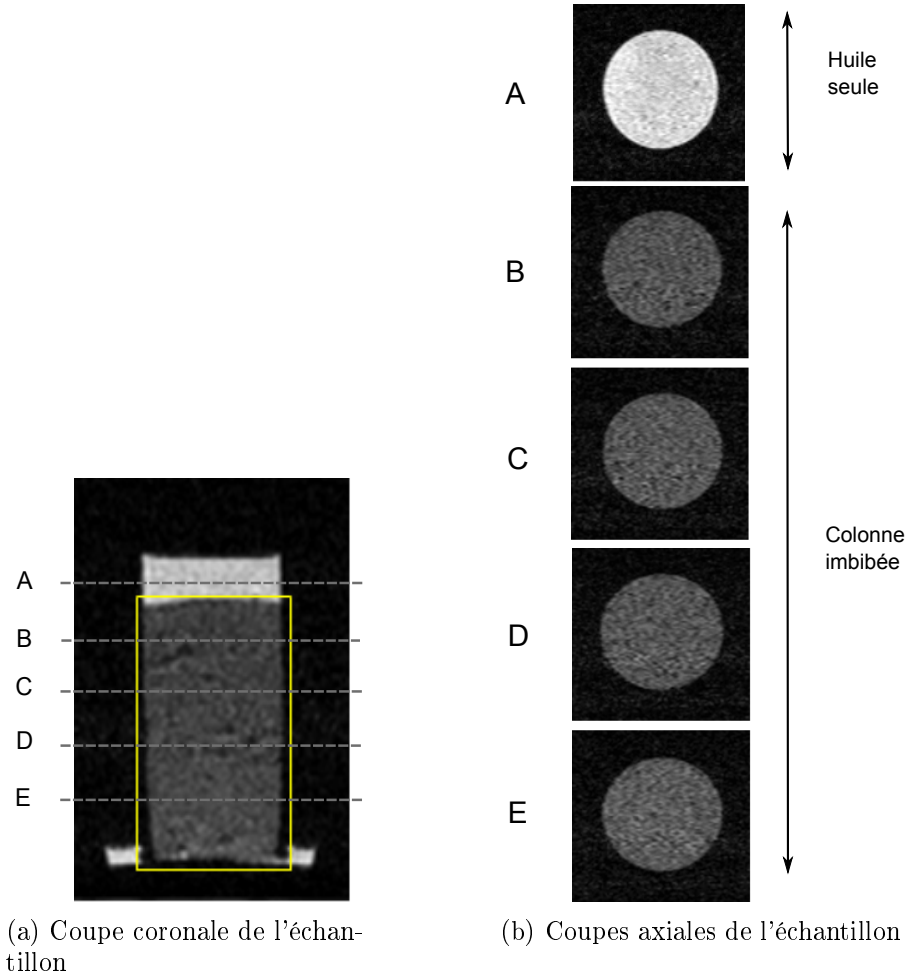 A
B
C
D
E
(a) Coupe coronale de l'échan-
tillon
A
Huile
seule
B
C
D
E
Colonne
imbibée
(b) Coupes axiales de l'échantillon